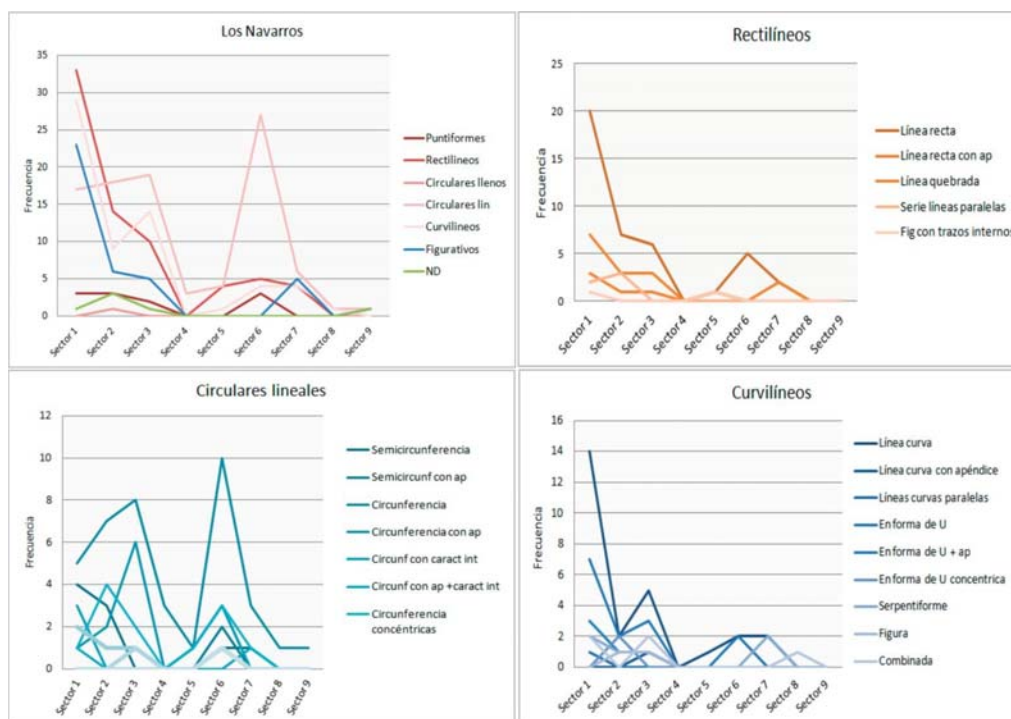 Los Navarros
35
30
25
20
15
10
5
0
Frecuencia
Sector 1
Sector 2
Sector 3
Sector 4
Sector 5
Sector 6
Sector 7
Sector 8
Sector 9
Puntiformes
Rectilineos
Circulares llenos
Circulares lin
Curvilineos
Figurativos
ND
Rectilíneos
25
20
15
10
5
0
Frecuencia
Sector 1
Sector 2
Sector 3
Sector 4
Sector 5
Sector 6
Sector 7
Sector 8
Sector 9
Línea recta
Línea recta con ap
Línea quebrada
Serie líneas paralelas
Fig con trazos internos
Circulares lineales
12
10
8
6
4
2
0
Frecuencia
Sector 1
Sector 2
Sector 3
Sector 4
Sector 5
Sector 6
Sector 7
Sector 8
Sector 9
Semicircunferencia
Semicircunf con ap
Circunferencia
Circunferencia con ap
Circunf con caract int
Circunf con ap +caract int
Circunferencia
concéntricas
Curvilíneos
16
14
12
10
8
6
4
2
0
Frecuencia
Sector 1
Sector 2
Sector 3
Sector 4
Sector 5
Sector 6
Sector 7
Sector 8
Sector 9
Línea curva
Línea curva con apéndice
Líneas curvas paralelas
En forma de U
En forma de U + ap
En forma de U concentrica
Serpentiforme
Figura
Combinada